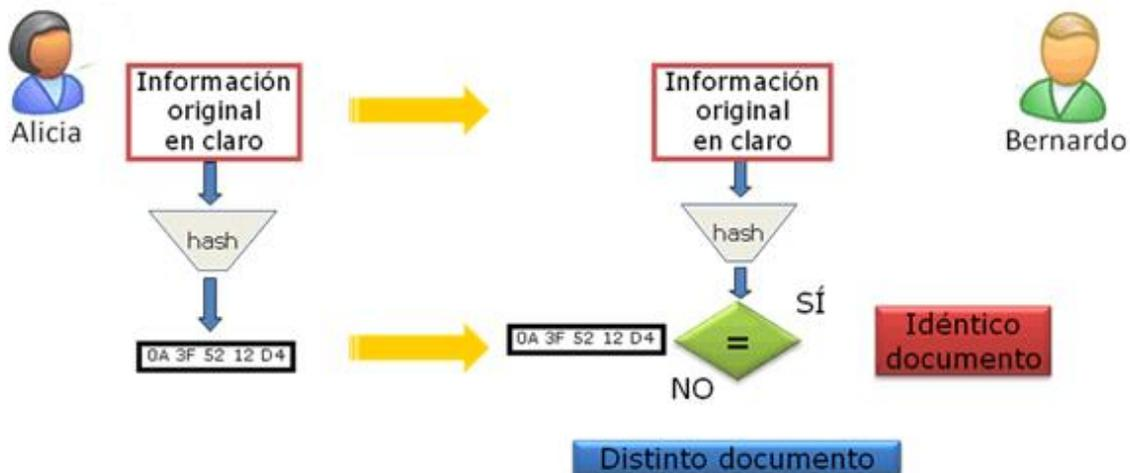 Alicia
Información
original
en claro
hash
0A 3F 52 12 D4
Información
original
en claro
hash
0A 3F 52 12 D4
=
SÍ
NO
Idéntico
documento
Distinto documento
Bernardo